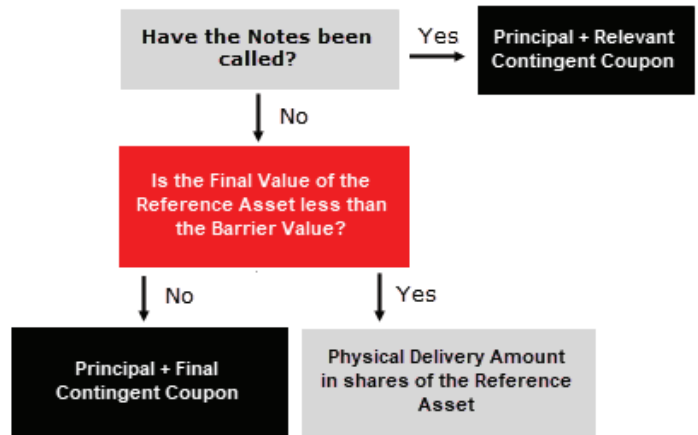 Have the Notes been
called?
Yes
Principal + Relevant
Contingent Coupon
No
Is the Final Value of the
Reference Asset less than
the Barrier Value?
No
Yes
Principal + Final
Contingent Coupon
Physical Delivery Amount
in shares of the Reference
Asset